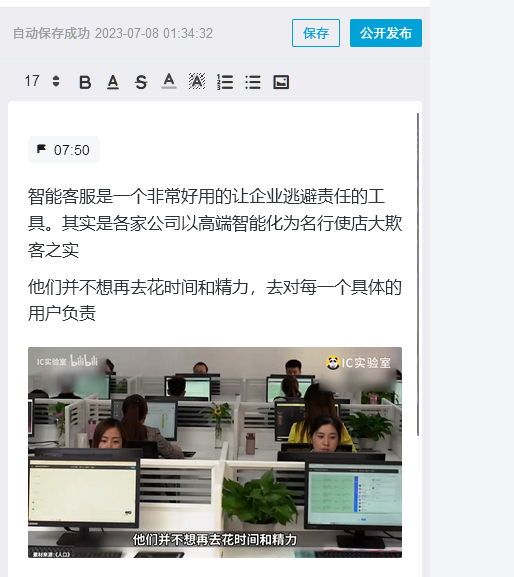 自动保存成功 2023-07-08 01:34:32
保存
公开发布
17
07:50
智能客服是一个非常好用的让企业逃避责任的工
具。其实是各家公司以高端智能化为名行使店大欺
客之实
他们并不想再去花时间和精力，去对每一个具体的
用户负责
IC实验室 bilibili
IC实验室
他们并不想再去花时间和精力
素材来源:《人口》